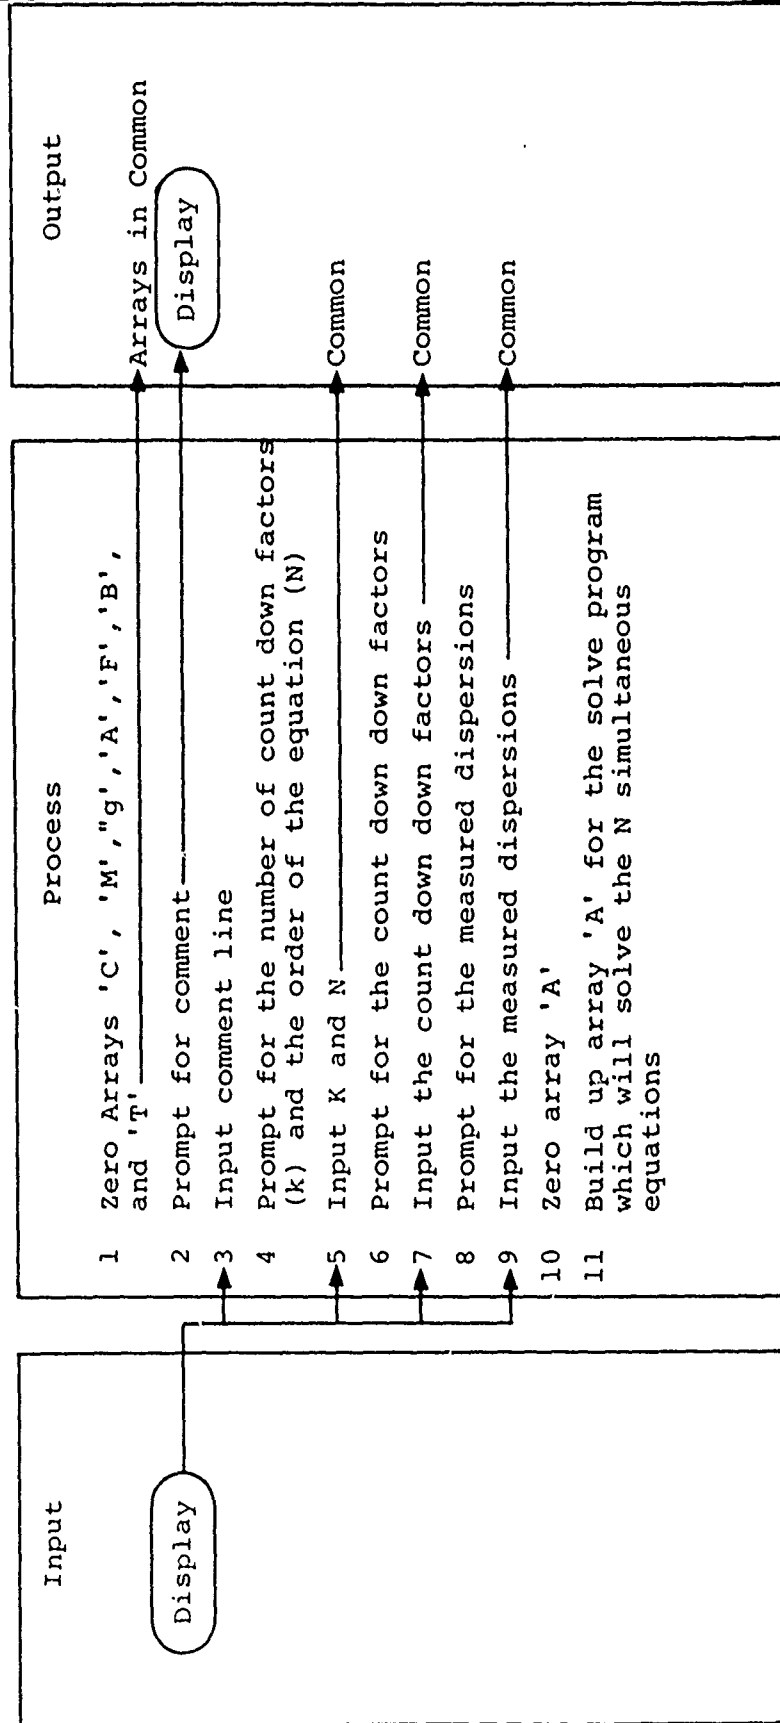 Input
Display
Process
1 Zero Arrays 'C', 'M',"g','A','F','B',
and 'T'
2 Prompt for comment
3 Input comment line
4 Prompt for the number of count down factors
(k) and the order of the equation (N)
5 Input K and N
6 Prompt for the count down down factors
7 Input the count down down factors
8 Prompt for the measured dispersions
9 Input the measured dispersions
10 Zero array 'A'
11 Build up array 'A' for the solve program
which will solve the N simultaneous
equations
Output
Arrays in Common
Display
Common
Common
Common